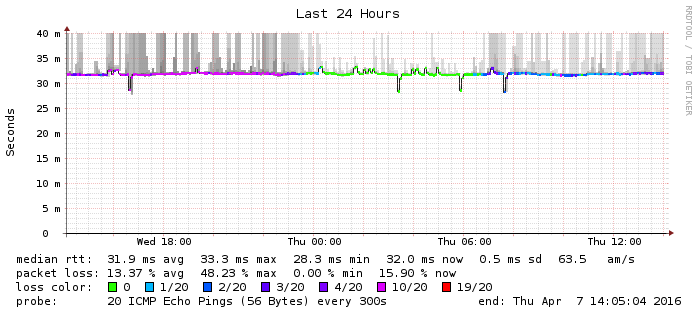 Last 24 Hours
RRDTOOL / TOBI OETIKER
Seconds
40 m
35 m
30 m
25 m
20 m
15 m
10 m
5 m
0
Wed 18:00 Thu 00:00 Thu 06:00 Thu 12:00
median rtt: 31.9 ms avg 33.3 ms max 28.3 ms min 32.0 ms now 0.5 ms sd 63.5 am/s
packet loss: 13.37 % avg 48.23 % max 0.00 % min 15.90 % now
loss color: 0 1/20 2/20 3/20 4/20 10/20 19/20
probe: 20 ICMP Echo Pings (56 Bytes) every 300s end: Thu Apr 7 14:05:04 2016